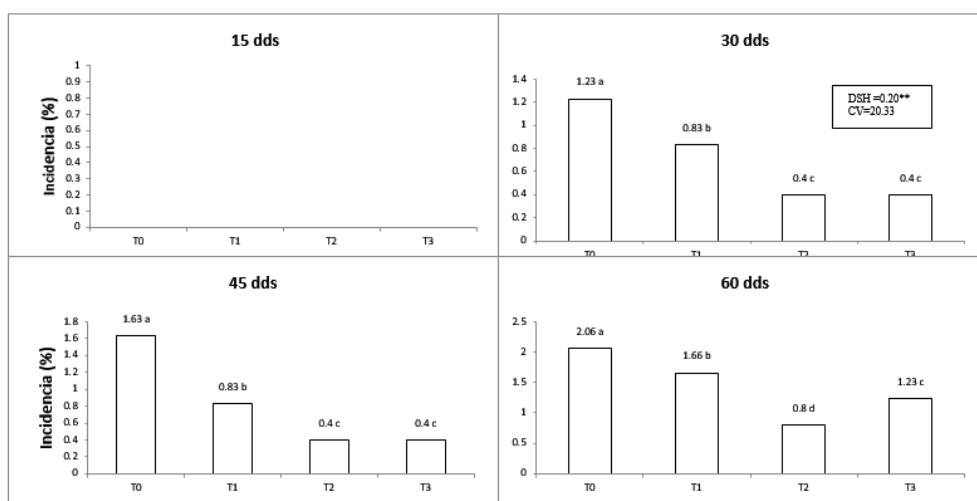 15 dds
Incidencia (%)
1
0.9
0.8
0.7
0.6
0.5
0.4
0.3
0.2
0.1
0
T0 T1 T2 T3
30 dds
1.4
1.2
1
0.8
0.6
0.4
0.2
0
1.23 a
0.83 b
0.4 c
0.4 c
DSH =0.20**
CV=20.33
T0 T1 T2 T3
45 dds
Incidencia (%)
1.8
1.6
1.4
1.2
1
0.8
0.6
0.4
0.2
0
1.63 a
0.83 b
0.4 c
0.4 c
T0 T1 T2 T3
60 dds
2.5
2
1.5
1
0.5
0
2.06 a
1.66 b
0.8 d
1.23 c
T0 T1 T2 T3